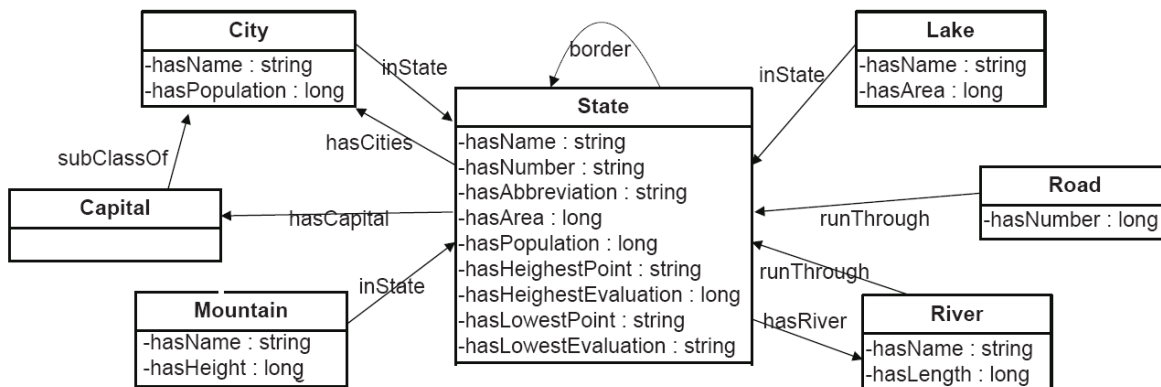 City
-hasName : string
-hasPopulation : long
inState
border
Lake
-hasName : string
-hasArea : long
inState
State
-hasName : string
-hasNumber : string
-hasAbbreviation : string
-hasArea : long
-hasPopulation : long
-hasHeighestPoint : string
-hasHeighestEvaluation : long
-hasLowestPoint : string
-hasLowestEvaluation : string
hasCities
subClassOf
Capital
hasCapital
Road
-hasNumber : long
runThrough
Mountain
-hasName : string
-hasHeight : long
inState
runThrough
hasRiver
River
-hasName : string
-hasLength : long